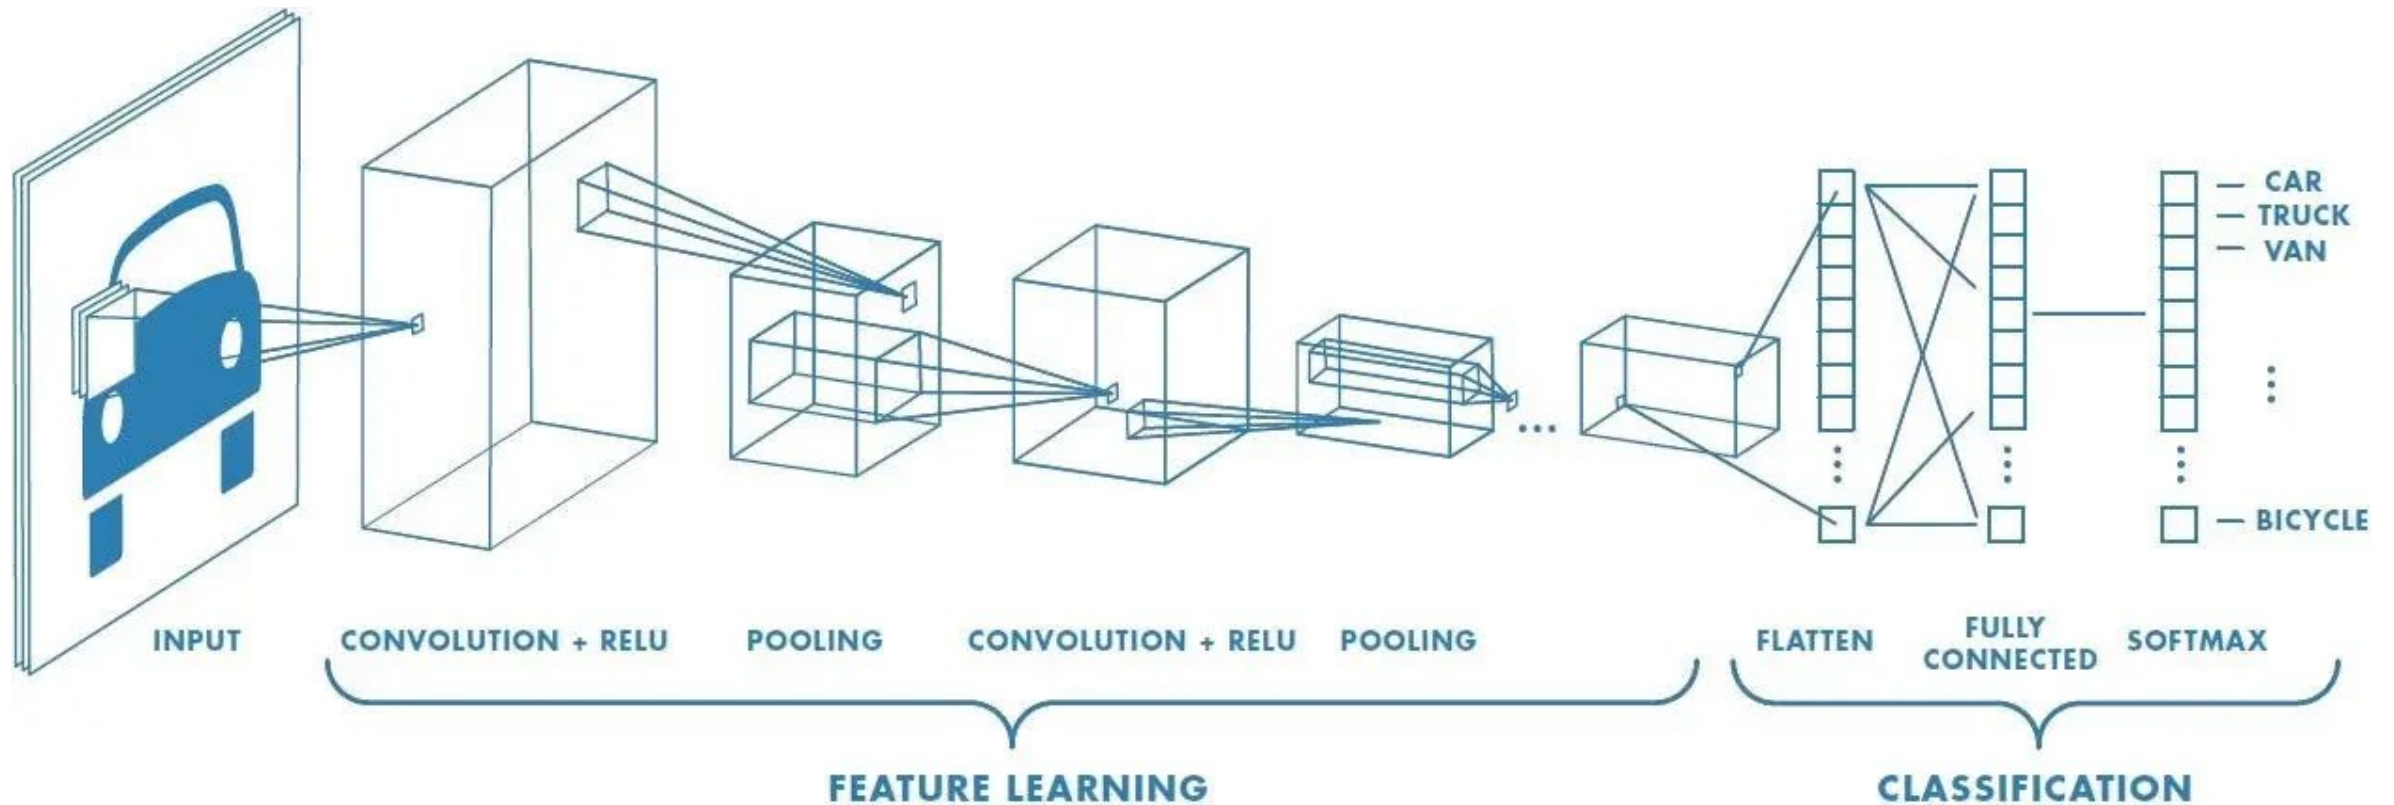 CAR
TRUCK
VAN
BICYCLE
INPUT
CONVOLUTION + RELU
POOLING
CONVOLUTION + RELU
POOLING
FLATTEN
FULLY
CONNECTED
SOFTMAX
FEATURE LEARNING
CLASSIFICATION